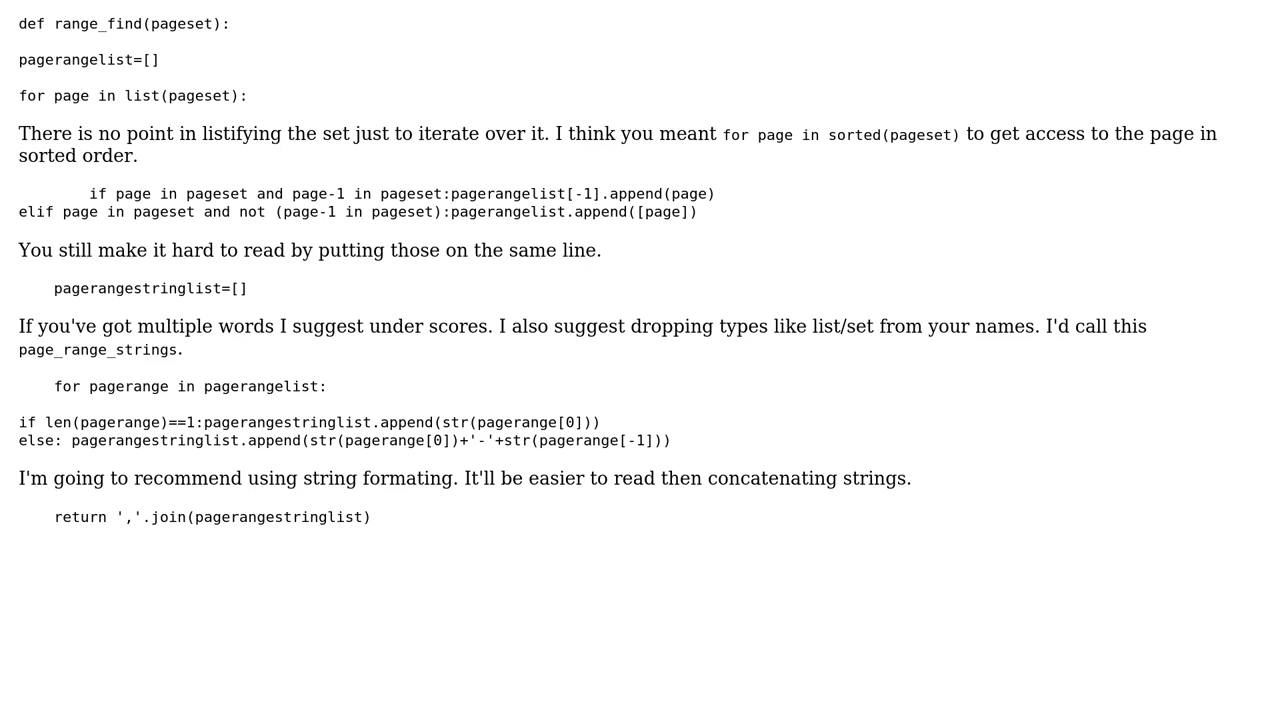 def range_find(pageset):
pagerangelist=[]
for page in list(pageset):
There is no point in listifying the set just to iterate over it. I think you meant for page in sorted(pageset) to get access to the page in
sorted order.
if page in pageset and page-1 in pageset:pagerangelist[-1].append(page)
elif page in pageset and not (page-1 in pageset):pagerangelist.append([page])
You still make it hard to read by putting those on the same line.
pagerangestringlist=[]
If you've got multiple words I suggest under scores. I also suggest dropping types like list/set from your names. I'd call this
page_range_strings.
for pagerange in pagerangelist:
if len(pagerange)==1:pagerangestringlist.append(str(pagerange[0]))
else: pagerangestringlist.append(str(pagerange[0])+'-'+str(pagerange[-1]))
I'm going to recommend using string formating. It'll be easier to read then concatenating strings.
return ','.join(pagerangestringlist)